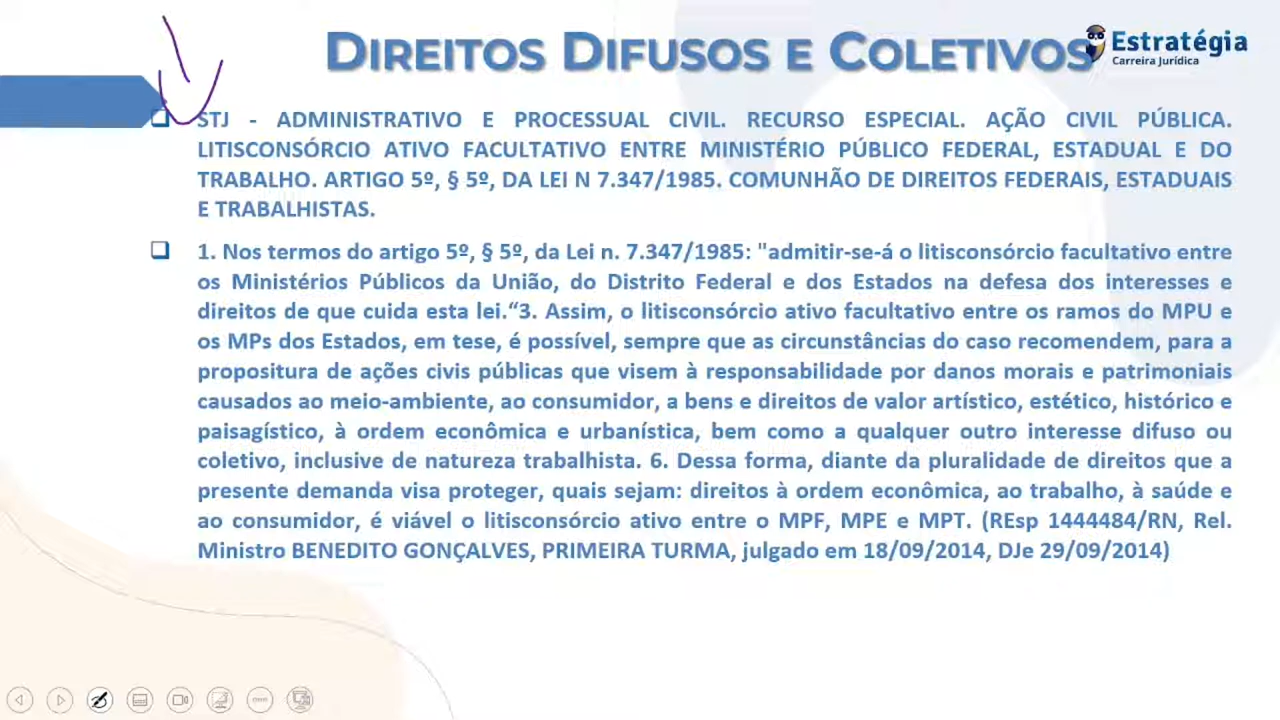 DIREITOS DIFUSOS E COLETIVOS
Estratégia
Carreira Jurídica
STJ - ADMINISTRATIVO E PROCESSUAL CIVIL. RECURSO ESPECIAL. AÇÃO CIVIL PÚBLICA.
LITISCONSÓRCIO ATIVO FACULTATIVO ENTRE MINISTÉRIO PÚBLICO FEDERAL, ESTADUAL E DO
TRABALHO. ARTIGO 5º, § 5º, DA LEI N 7.347/1985. COMUNHÃO DE DIREITOS FEDERAIS, ESTADUAIS
E TRABALHISTAS.
1. Nos termos do artigo 5º, § 5º, da Lei n. 7.347/1985: "admitir-se-á o litisconsórcio facultativo entre
os Ministérios Públicos da União, do Distrito Federal e dos Estados na defesa dos interesses e
direitos de que cuida esta lei.“3. Assim, o litisconsórcio ativo facultativo entre os ramos do MPU e
os MPs dos Estados, em tese, é possível, sempre que as circunstâncias do caso recomendem, para a
propositura de ações civis públicas que visem à responsabilidade por danos morais e patrimoniais
causados ao meio-ambiente, ao consumidor, a bens e direitos de valor artístico, estético, histórico e
paisagístico, à ordem econômica e urbanística, bem como a qualquer outro interesse difuso ou
coletivo, inclusive de natureza trabalhista. 6. Dessa forma, diante da pluralidade de direitos que a
presente demanda visa proteger, quais sejam: direitos à ordem econômica, ao trabalho, à saúde e
ao consumidor, é viável o litisconsórcio ativo entre o MPF, MPE e MPT. (REsp 1444484/RN, Rel.
Ministro BENEDITO GONÇALVES, PRIMEIRA TURMA, julgado em 18/09/2014, DJe 29/09/2014)